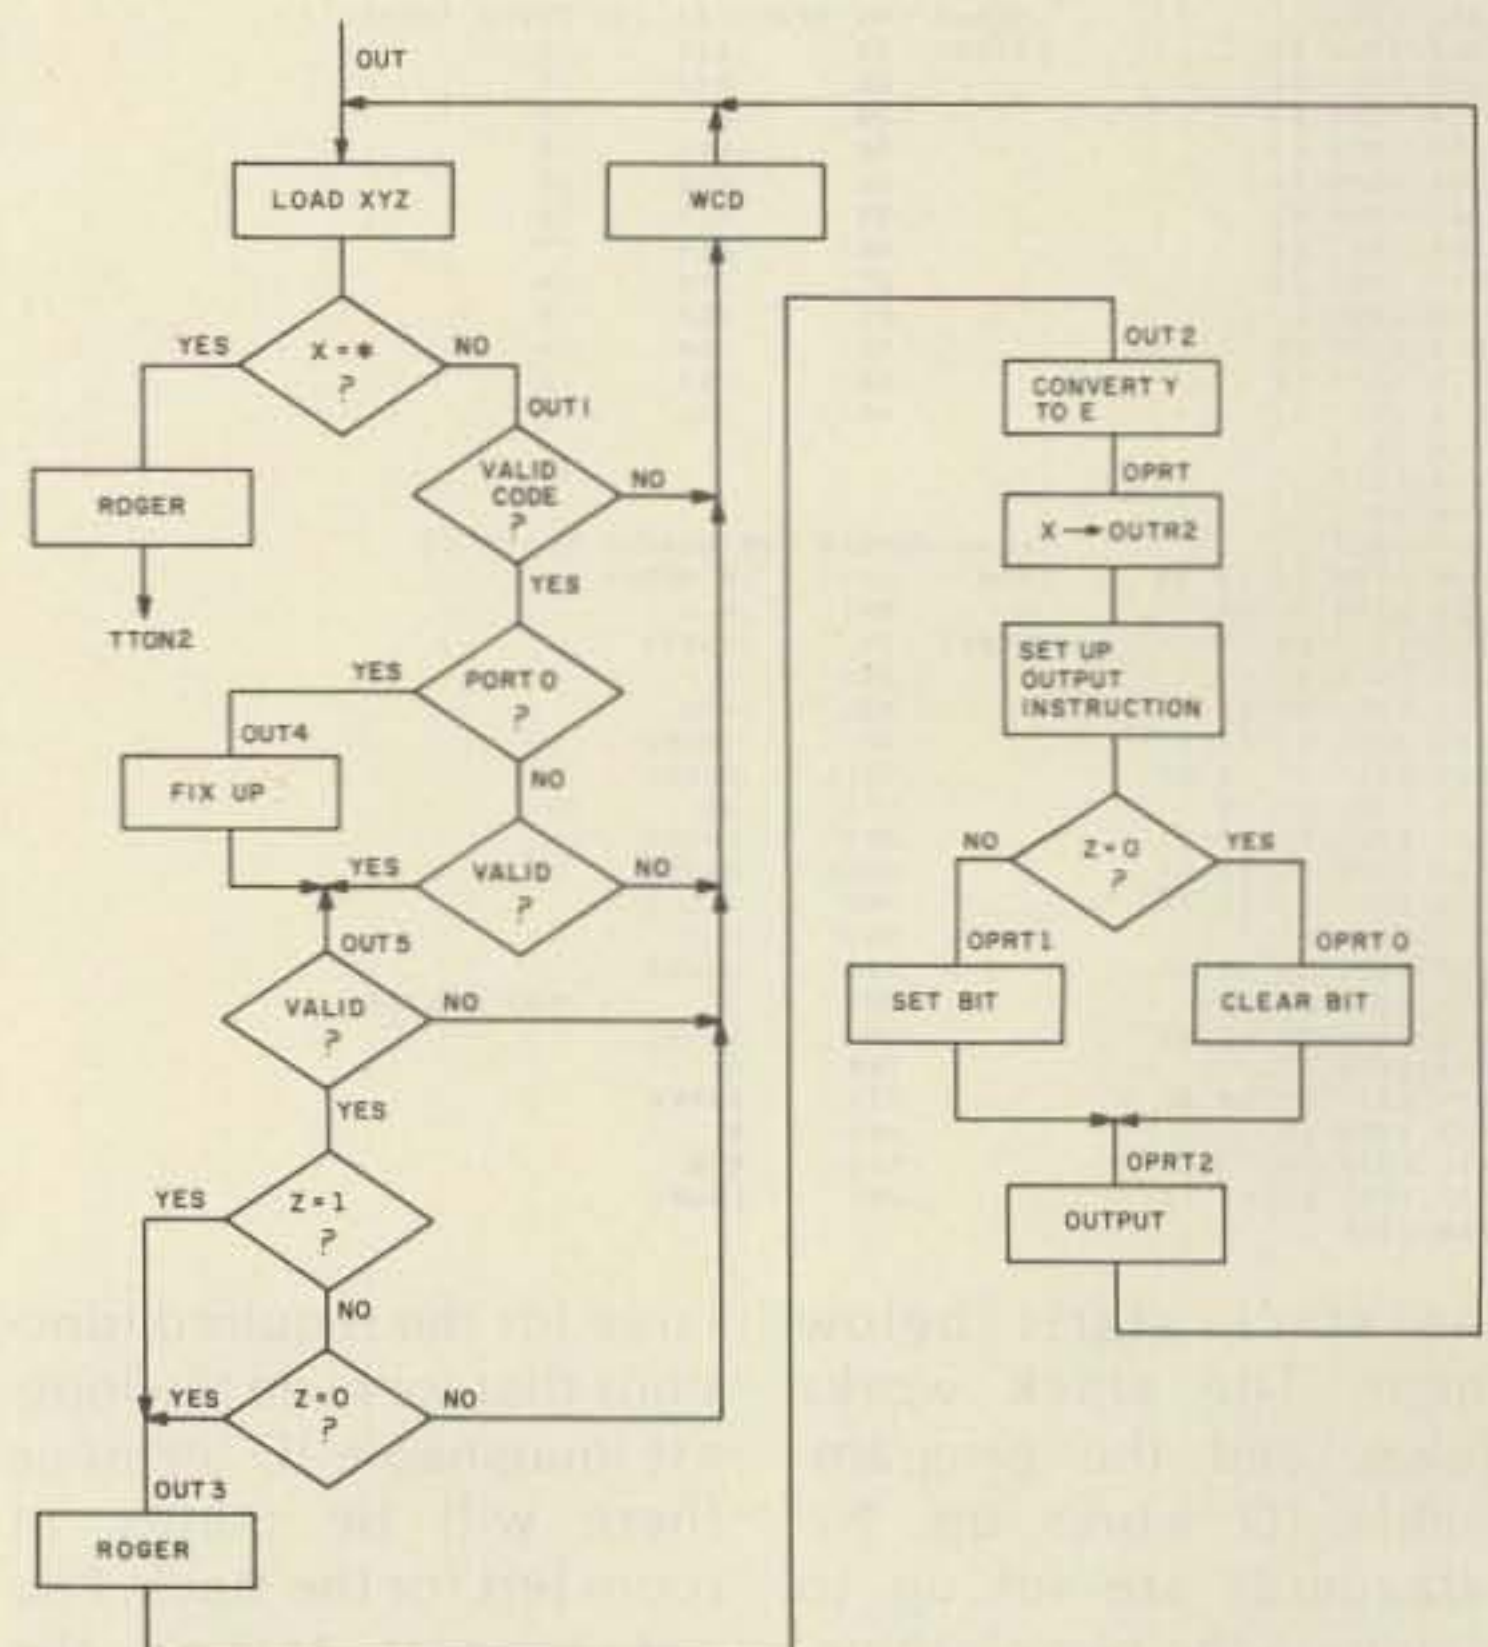 OUT
LOAD XYZ
WCD
X = *
?
YES
NO
ROGER
TTON2
OUT1
VALID
CODE
?
NO
YES
PORT 0
?
YES
NO
OUT4
FIX UP
VALID
?
YES
NO
OUT5
VALID
?
NO
YES
Z = 1
?
YES
NO
Z = 0
?
YES
NO
OUT3
ROGER
OUT2
CONVERT Y
TO E
OPRT
X → OUTR2
SET UP
OUTPUT
INSTRUCTION
Z = 0
?
NO
YES
OPRT1
SET BIT
OPRT 0
CLEAR BIT
OPRT2
OUTPUT